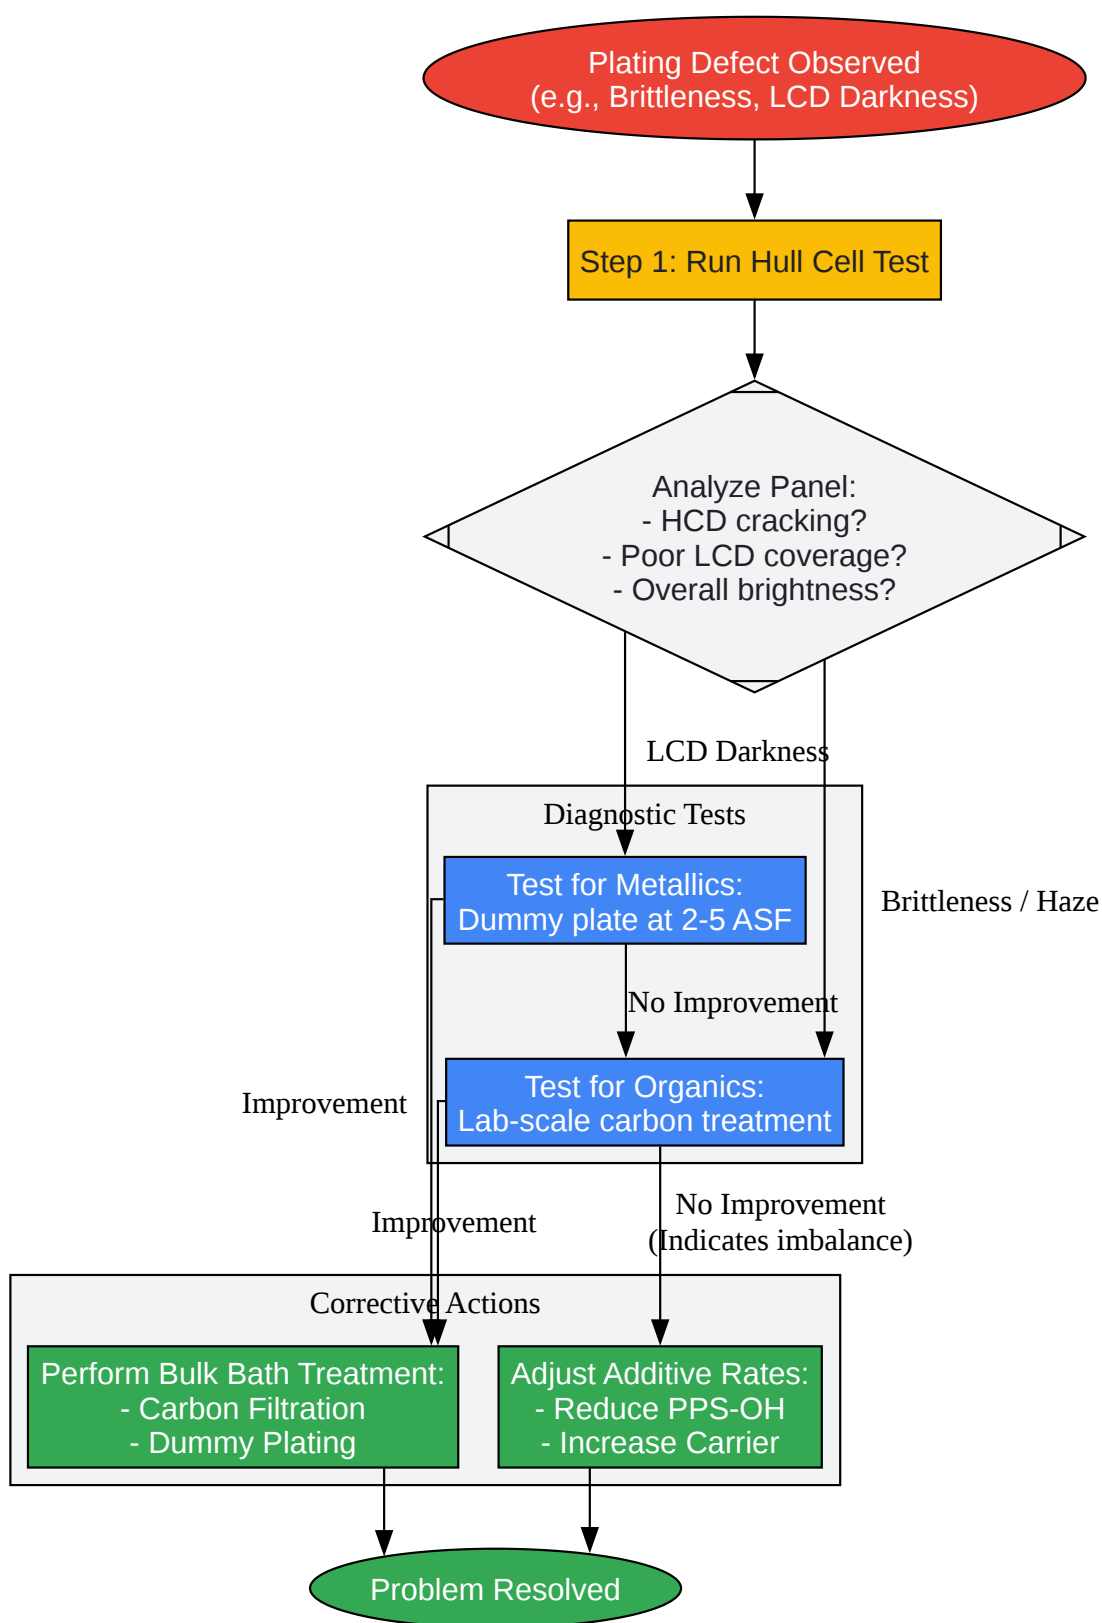 Plating Defect Observed
(e.g., Brittleness, LCD Darkness)
Step 1: Run Hull Cell Test
Analyze Panel:
- HCD cracking?
- Poor LCD coverage?
- Overall brightness?
LCD Darkness
Diagnostic Tests
Test for Metallics:
Dummy plate at 2-5 ASF
Brittleness / Haze
No Improvement
Test for Organics:
Lab-scale carbon treatment
Improvement
Improvement
No Improvement
(Indicates imbalance)
Corrective Actions
Perform Bulk Bath Treatment:
- Carbon Filtration
- Dummy Plating
Adjust Additive Rates:
- Reduce PPS-OH
- Increase Carrier
Problem Resolved